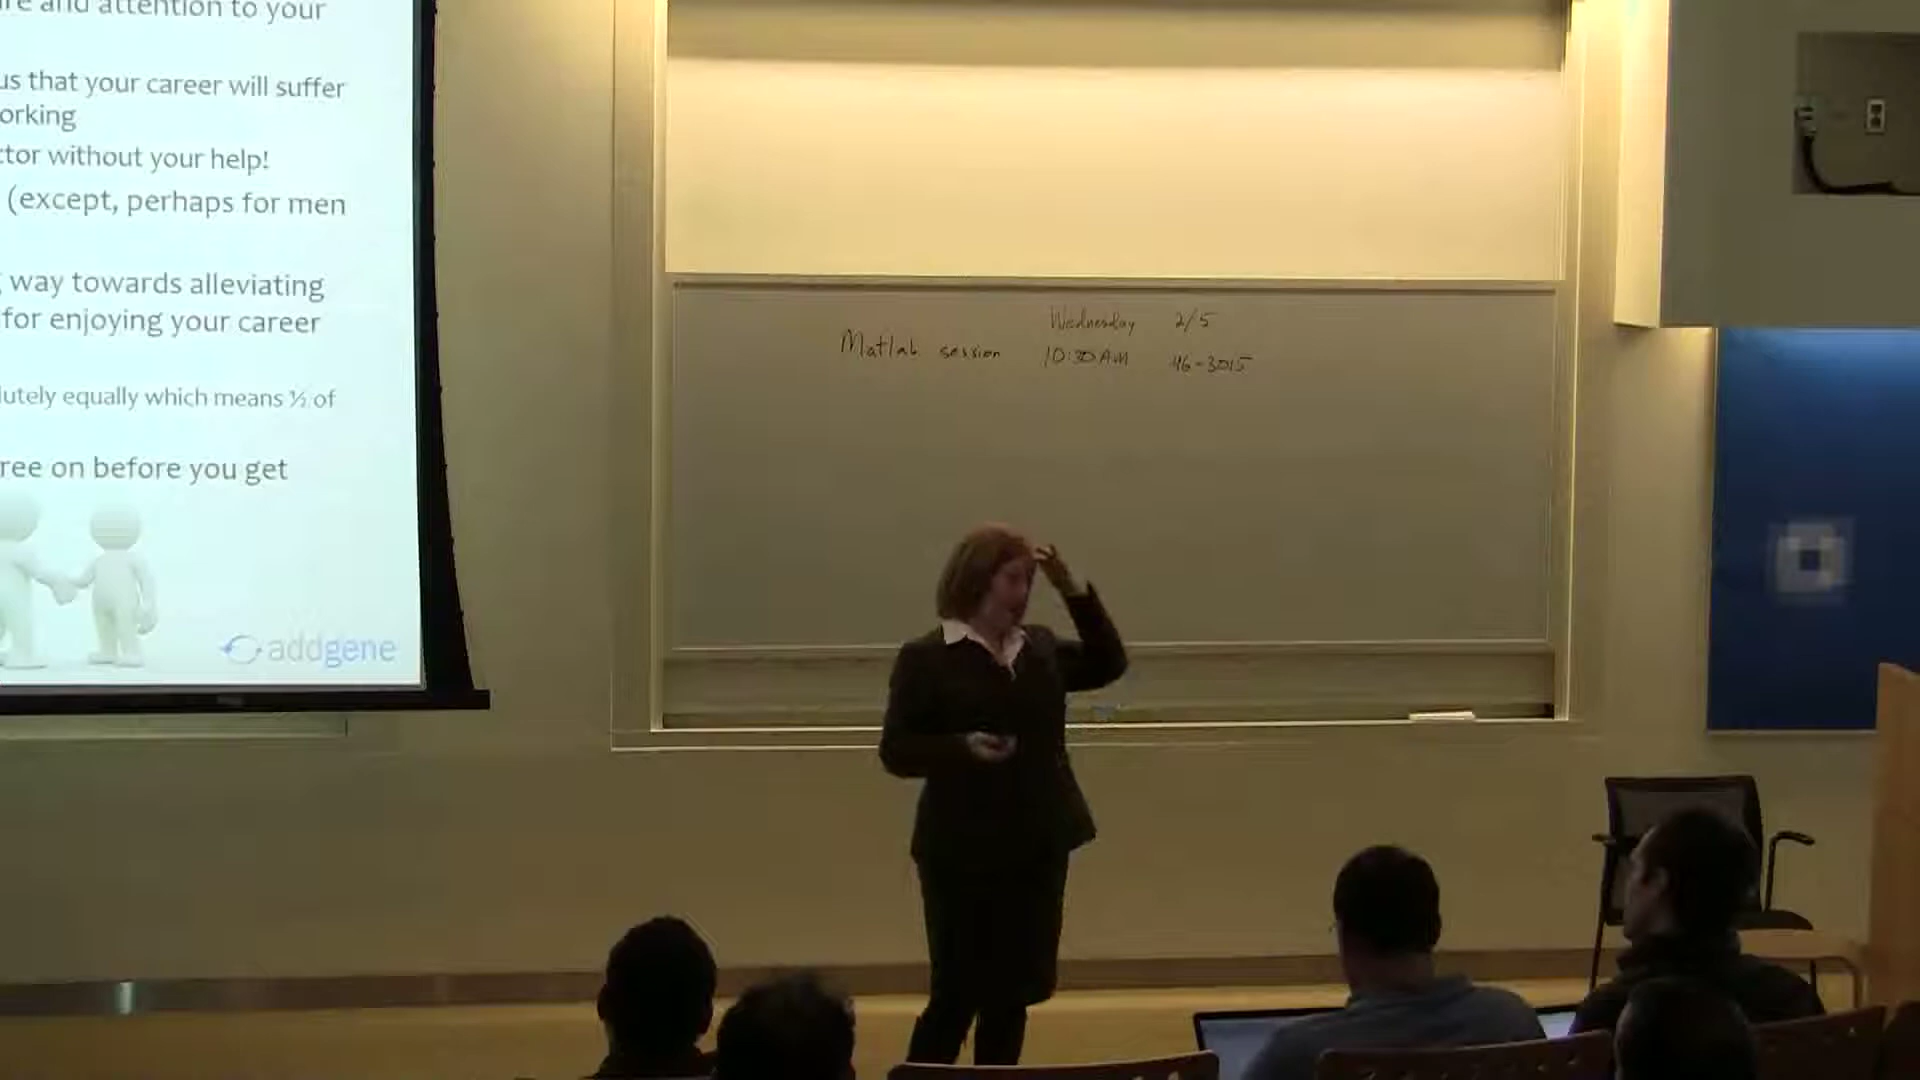 and attention to your
us that your career will suffer
orking
ctor without your help!
(except, perhaps for men
way towards alleviating
for enjoying your career
lutely equally which means ½ of
ree on before you get
addgene
Wednesday 2/5
Matlab session 10:30 AM 46-3015